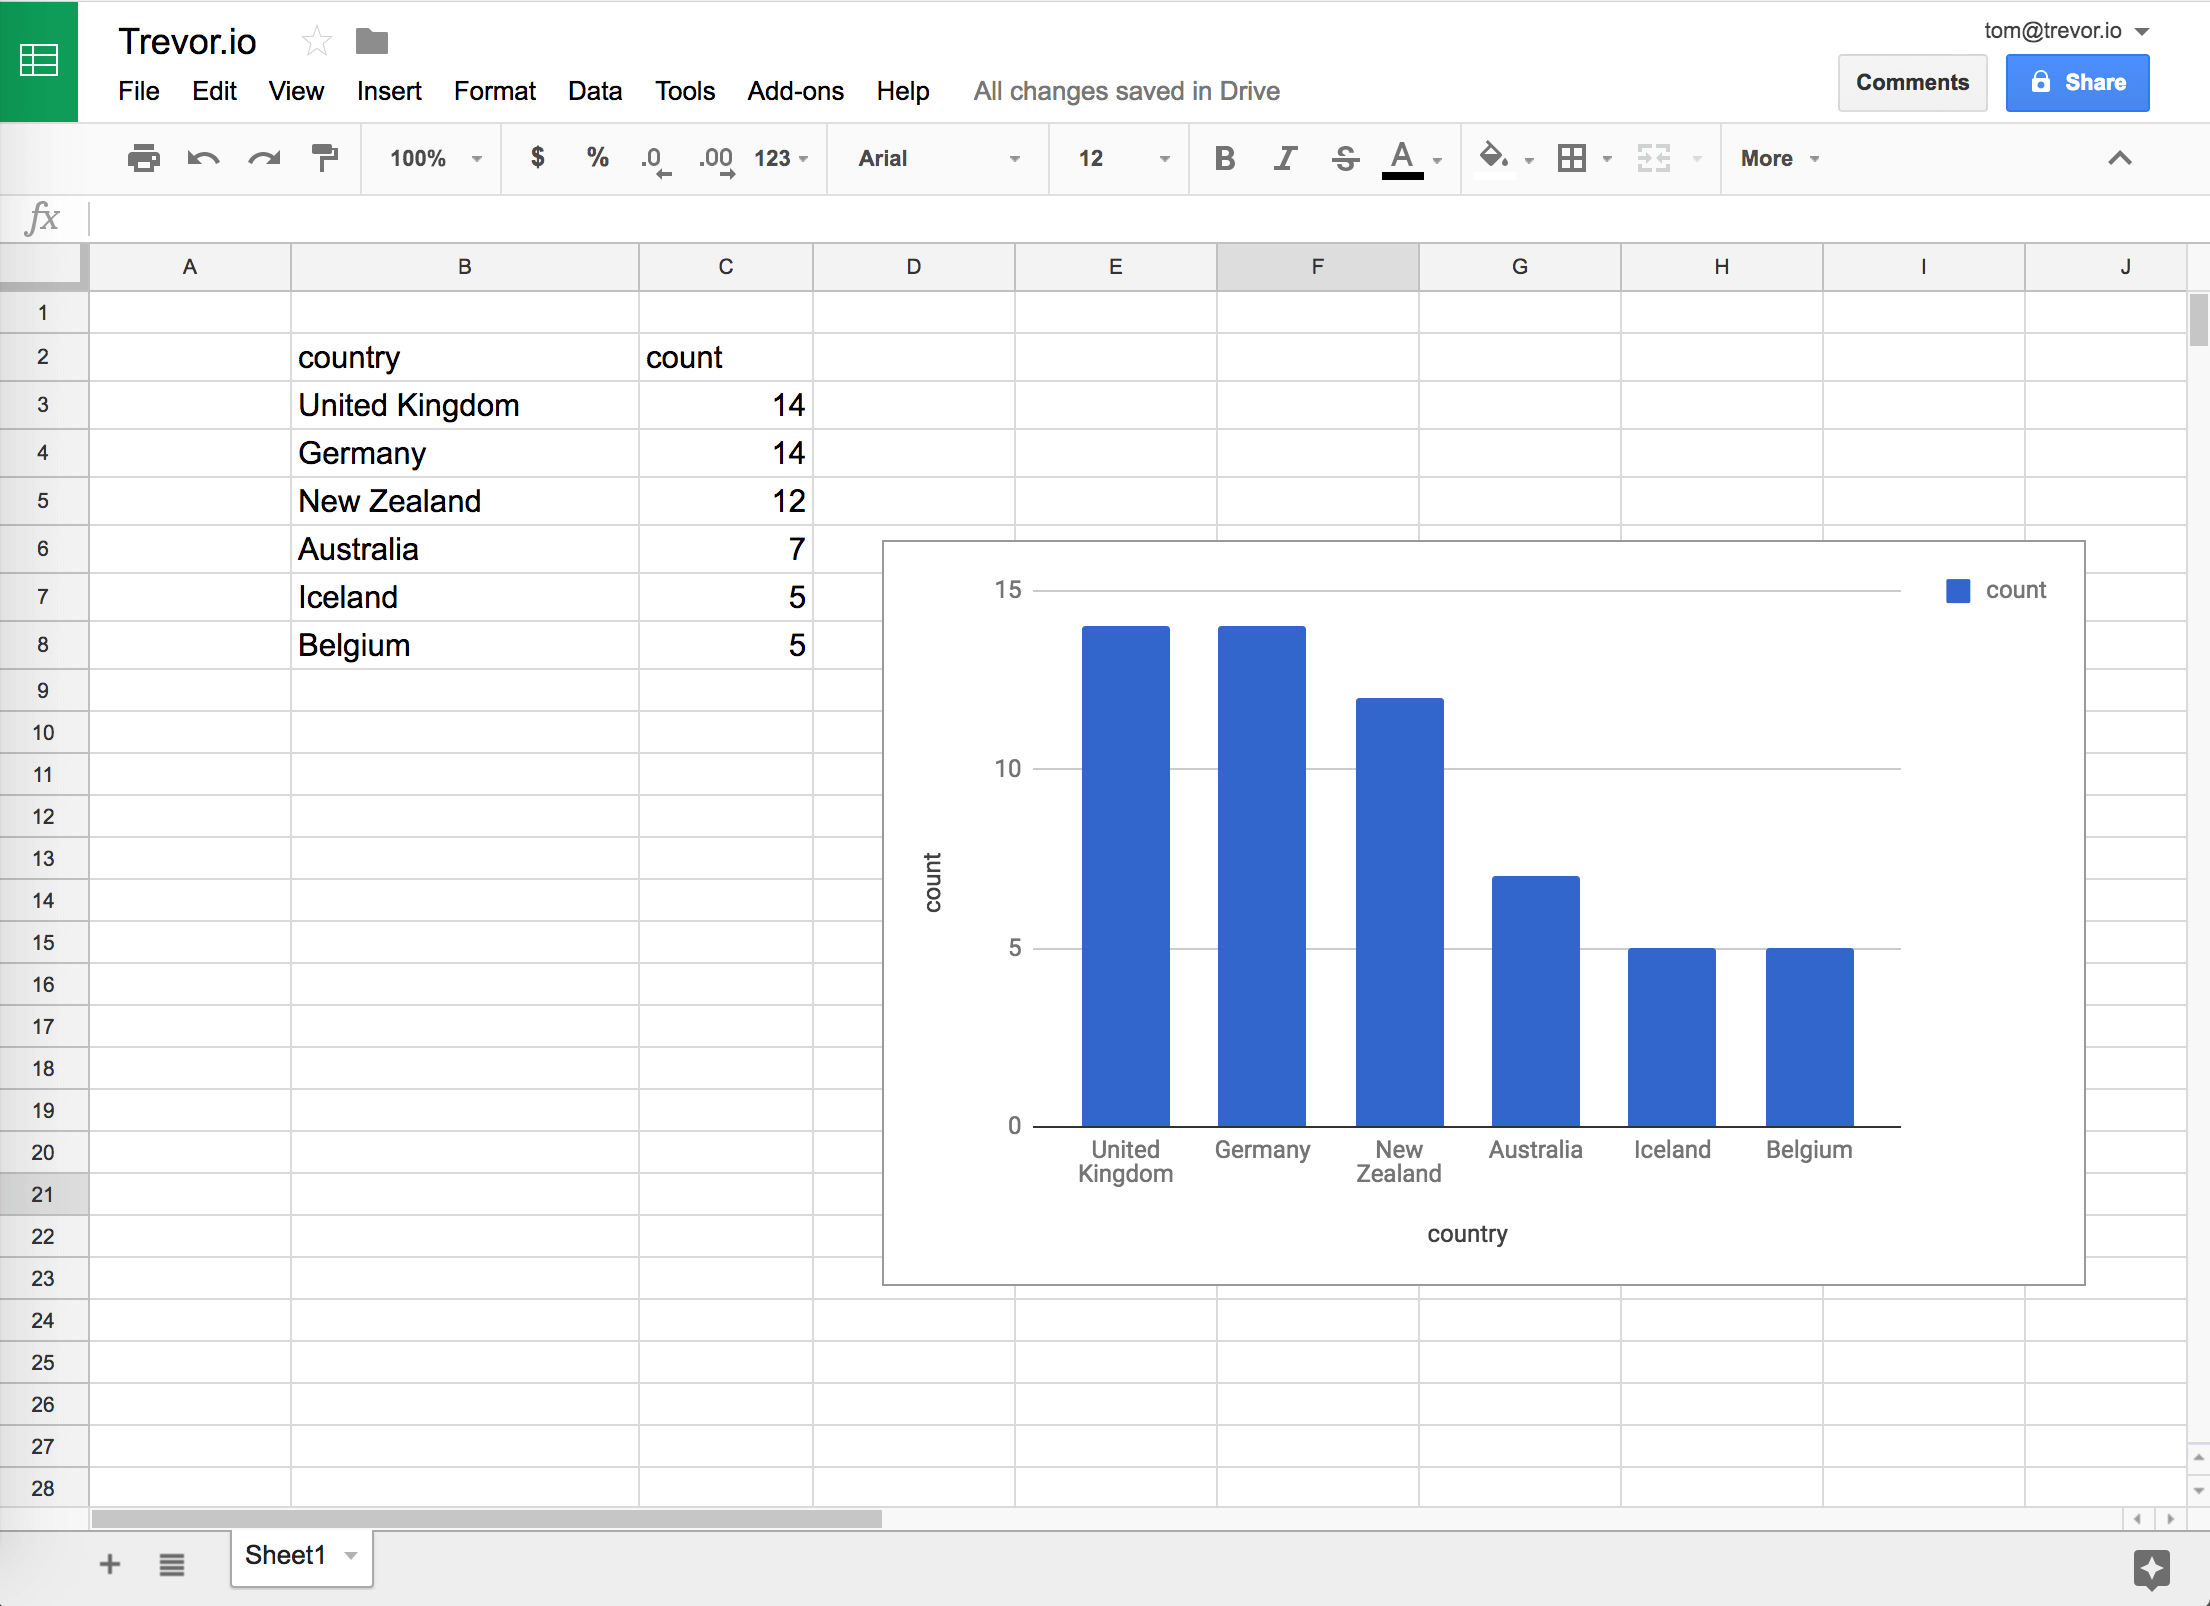 Trevor.io
tom@trevor.io
File Edit View Insert Format Data Tools Add-ons Help All changes saved in Drive
Comments Share
100% $ % .0 .00 123 Arial 12 B I S A More
fx
A B C D E F G H I J
1
2 country count
3 United Kingdom 14
4 Germany 14
5 New Zealand 12
6 Australia 7
7 Iceland 5
8 Belgium 5
9
10
11
12
13
14
15
16
17
18
19
20
21
22
23
24
25
26
27
28
15
10
5
0
count
count
United Kingdom Germany New Zealand Australia Iceland Belgium
country
Sheet1